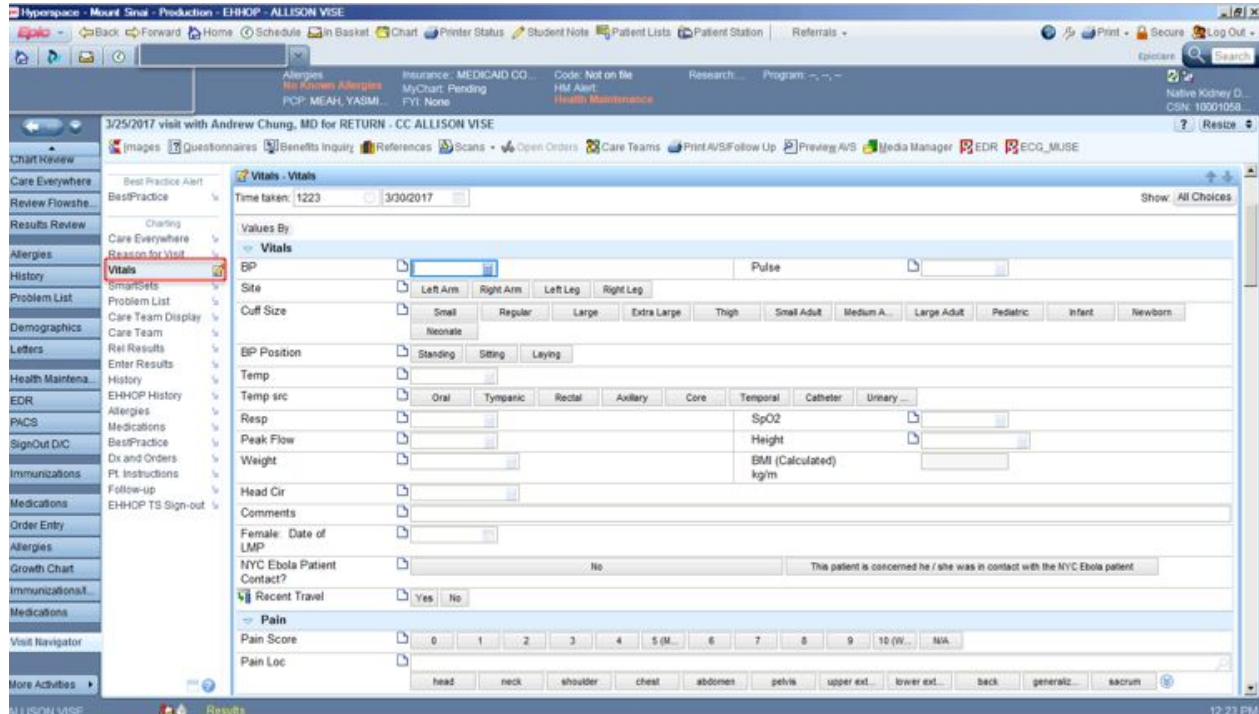 Hyperspace - Mount Sinai - Production - EHHOP - ALLISON VISE
Epic Back Forward Home Schedule In Basket Chart Printer Status Student Note Patient Lists Patient Station Referrals Print Secure Log Out
EpicCare Search
Allergies Insurance: MEDICAID CO... Code: Not on file Research:... Program: –, –, –
No Known Allergies MyChart: Pending HM Alert: Native Kidney D...
PCP: MEAH, YASMI... FYI: None Health Maintenance CSN: 10001058...
3/25/2017 visit with Andrew Chung, MD for RETURN - CC ALLISON VISE ? Resize
Images Questionnaires Benefits Inquiry References Scans Open Orders Care Teams Print AVS/Follow Up Preview AVS Media Manager EDR ECG_MUSE
Chart Review
Care Everywhere
Review Flowshe...
Results Review
Allergies
History
Problem List
Demographics
Letters
Health Maintena...
EDR
PACS
SignOut D/C
Immunizations
Medications
Order Entry
Allergies
Growth Chart
Immunizations/I...
Medications
Visit Navigator
More Activities
Best Practice Alert
BestPractice
Charting
Care Everywhere
Reason for Visit
Vitals
SmartSets
Problem List
Care Team Display
Care Team
Rel Results
Enter Results
History
EHHOP History
Allergies
Medications
BestPractice
Dx and Orders
Pt. Instructions
Follow-up
EHHOP TS Sign-out
Vitals - Vitals
Time taken: 1223 3/30/2017 Show: All Choices
Values By
Vitals
BP Pulse
Site Left Arm Right Arm Left Leg Right Leg
Cuff Size Small Regular Large Extra Large Thigh Small Adult Medium A... Large Adult Pediatric Infant Newborn
Neonate
BP Position Standing Sitting Laying
Temp
Temp src Oral Tympanic Rectal Axillary Core Temporal Catheter Urinary ...
Resp SpO2
Peak Flow Height
Weight BMI (Calculated)
kg/m
Head Cir
Comments
Female: Date of
LMP
NYC Ebola Patient No This patient is concerned he / she was in contact with the NYC Ebola patient
Contact?
Recent Travel Yes No
Pain
Pain Score 0 1 2 3 4 5 (M... 6 7 8 9 10 (W... N/A
Pain Loc
head neck shoulder chest abdomen pelvis upper ext... lower ext... back generaliz... sacrum
ALLISON VISE Results 12:23 PM